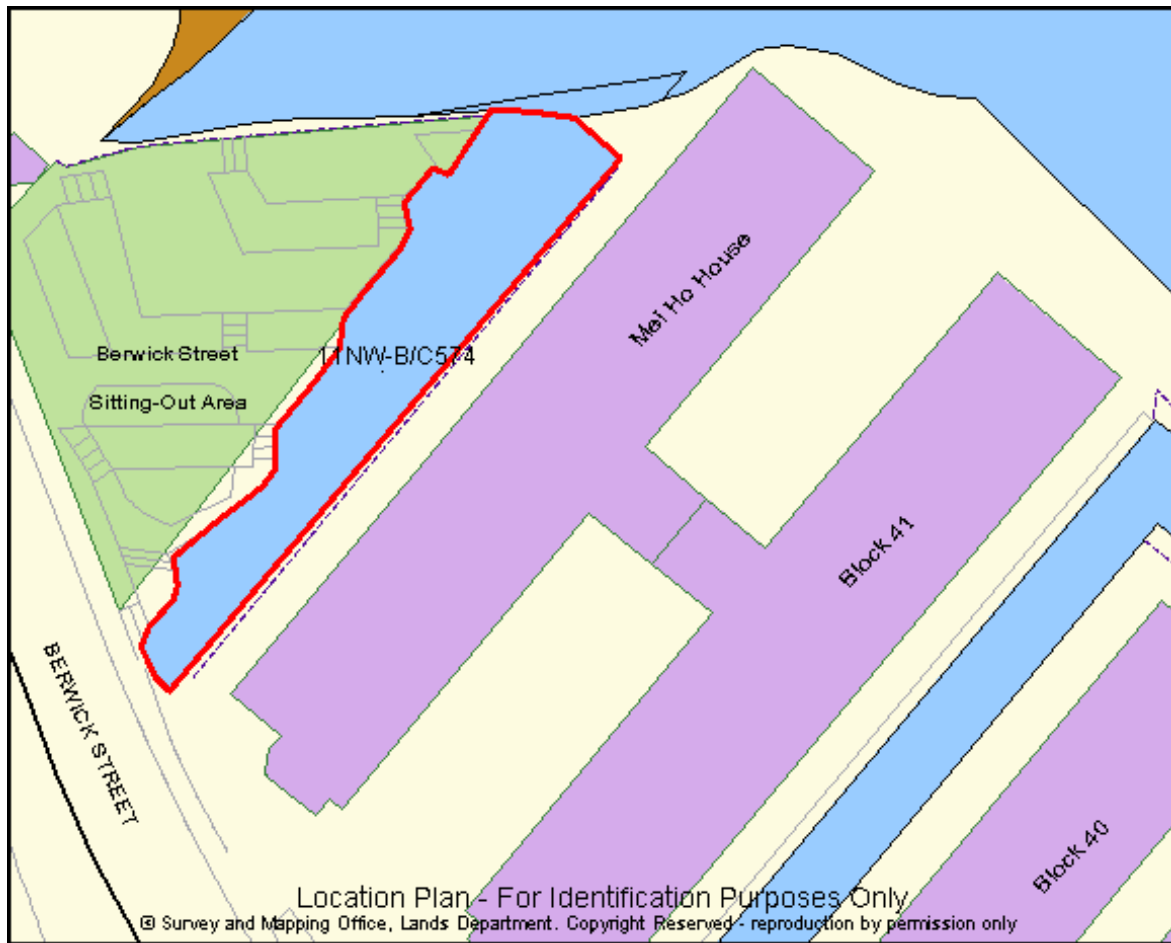 Mei Ho House
Berwick Street
11NW-B/C574
Sitting-Out Area
Block 41
BERWICK STREET
Block 40
Location Plan - For Identification Purposes Only
© Survey and Mapping Office, Lands Department. Copyright Reserved - reproduction by permission only